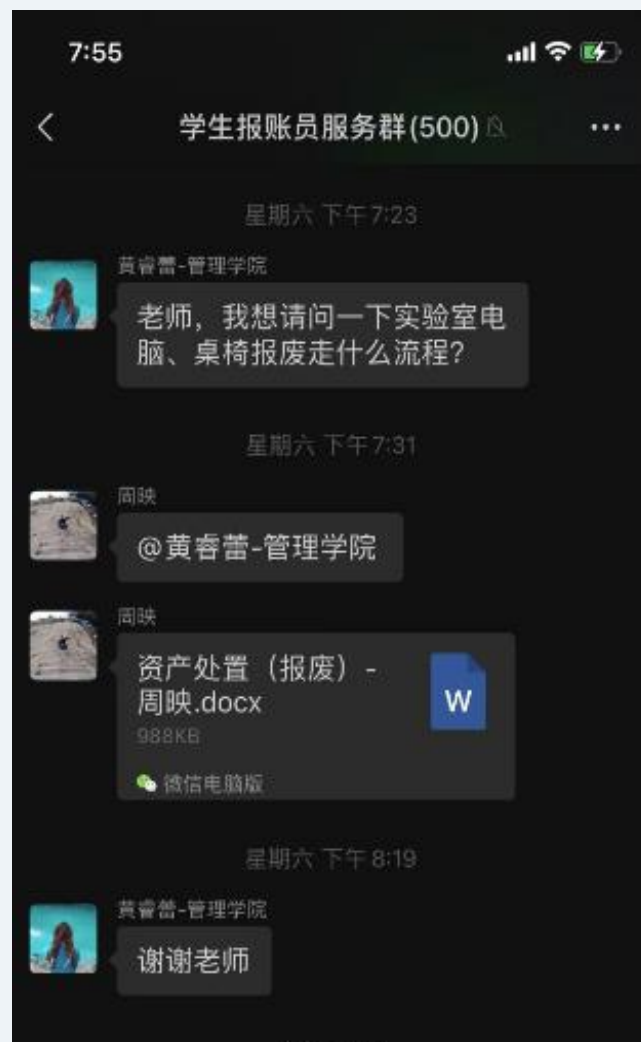 7:55
学生报账员服务群(500)
星期六 下午7:23
黄睿蕾-管理学院
老师，我想请问一下实验室电
脑、桌椅报废走什么流程？
星期六 下午7:31
周映
@黄睿蕾-管理学院
周映
资产处置（报废）-
周映.docx
988KB
W
微信电脑版
星期六 下午 8:19
黄睿蕾-管理学院
谢谢老师